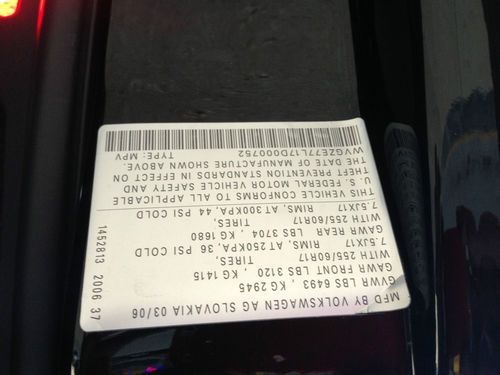 MFD BY VOLKSWAGEN AG SLOVAKIA 03/06
GVWR LBS 6493, KG 2945
GAWR FRONT LBS 3120 , KG 1415
WITH 255/60R17 TIRES,
7.5JX17 RIMS, AT 250KPA, 36 PSI COLD
GAWR REAR LBS 3704 , KG 1680
WITH 255/60R17 TIRES,
7.5JX17 RIMS, AT 300KPA, 44 PSI COLD
THIS VEHICLE CONFORMS TO ALL APPLICABLE
U.S. FEDERAL MOTOR VEHICLE SAFETY AND
THEFT PREVENTION STANDARDS IN EFFECT ON
THE DATE OF MANUFACTURE SHOWN ABOVE.
WVGZE77L17D000752 TYPE: MPV
1452813 2006 37